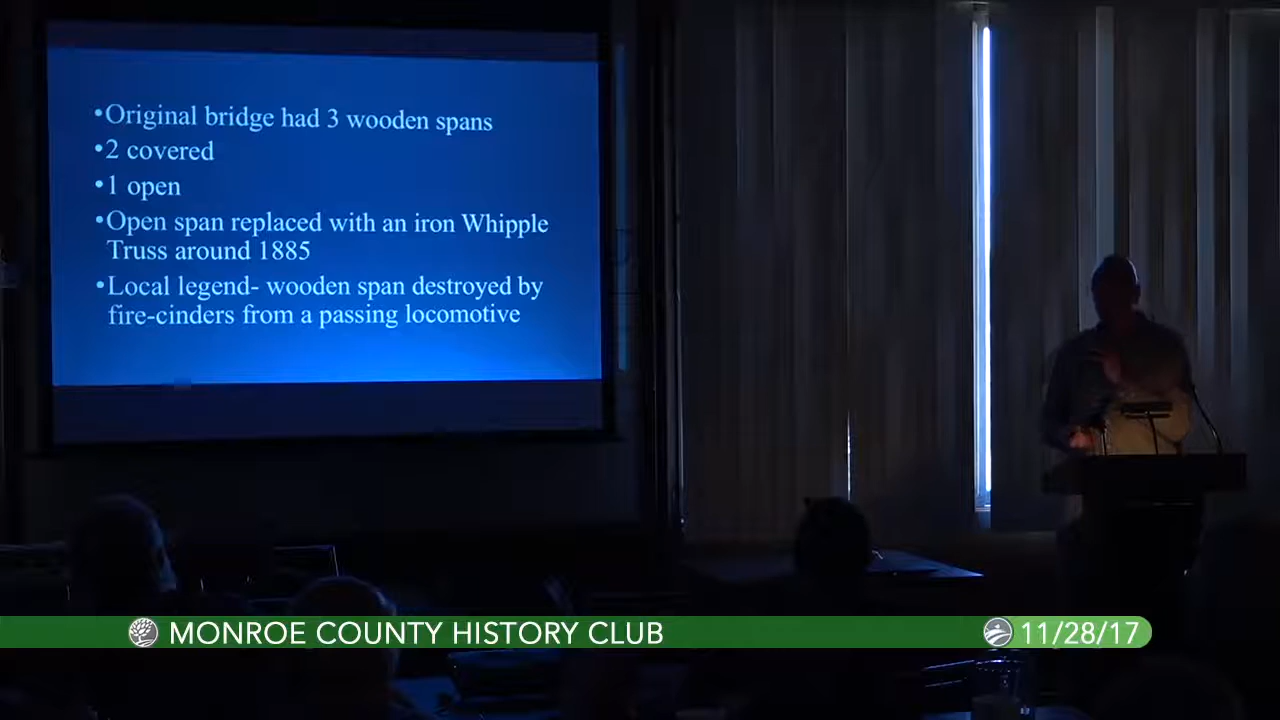 •Original bridge had 3 wooden spans
•2 covered
•1 open
•Open span replaced with an iron Whipple
Truss around 1885
•Local legend- wooden span destroyed by
fire-cinders from a passing locomotive
MONROE COUNTY HISTORY CLUB
11/28/17